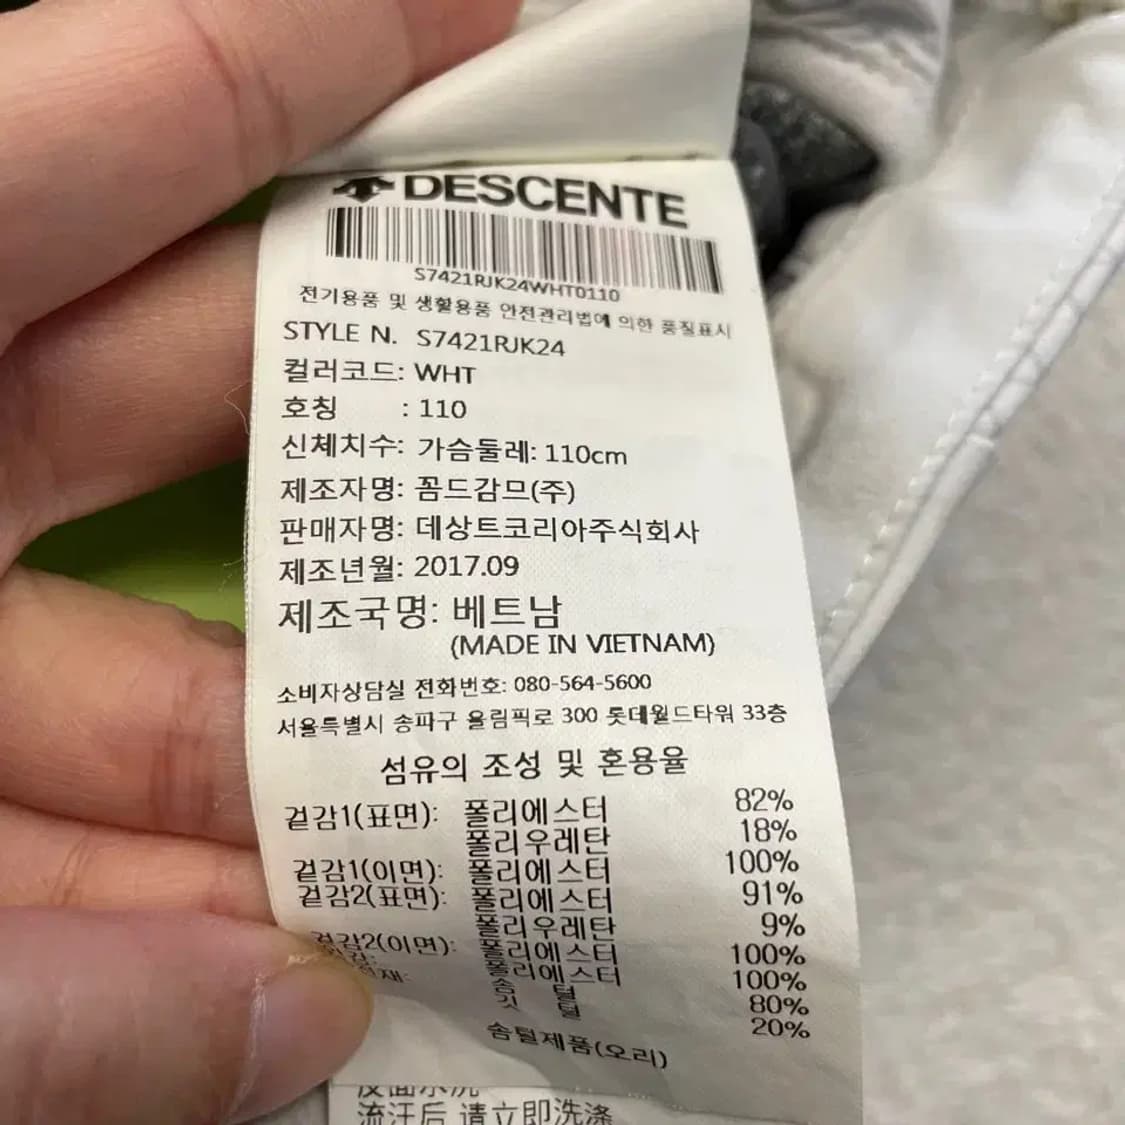 DESCENTE
S7421RJK24WHT0110
전기용품 및 생활용품 안전관리법에 의한 품질표시
STYLE N. S7421RJK24
컬러코드: WHT
호칭 : 110
신체치수: 가슴둘레: 110cm
제조자명: 꼼드감므(주)
판매자명: 데상트코리아주식회사
제조년월: 2017.09
제조국명: 베트남
(MADE IN VIETNAM)
소비자상담실 전화번호: 080-564-5600
서울특별시 송파구 올림픽로 300 롯데월드타워 33층
섬유의 조성 및 혼용율
겉감1(표면): 폴리에스터 82%
폴리우레탄 18%
겉감1(이면): 폴리에스터 100%
겉감2(표면): 폴리에스터 91%
폴리우레탄 9%
겉감2(이면): 폴리에스터 100%
폴리에스터 100%
솜 털 80%
깃 털 20%
솜털제품(오리)
反面水洗
流汗后 请立即洗涤